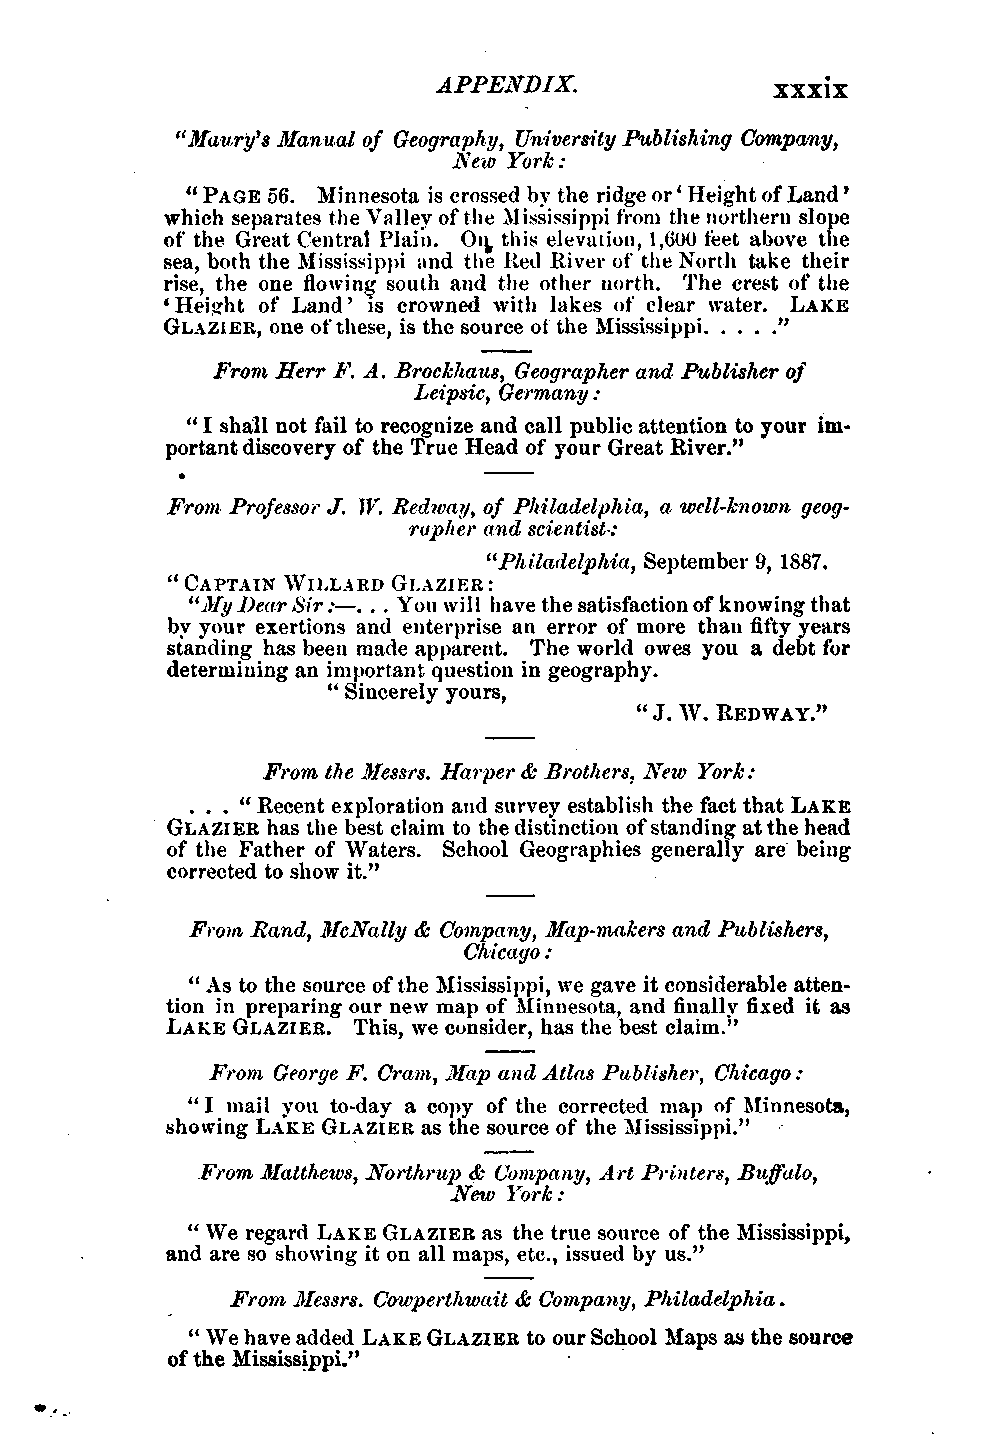 APPENDIX. xxxix
"Maury's Manual of Geography, University Publishing Company,
New York:
"PAGE 56. Minnesota is crossed by the ridge or 'Height of Land'
which separates the Valley of the Mississippi from the northern slope
of the Great Central Plain. On this elevation, 1,600 feet above the
sea, both the Mississippi and the Red River of the North take their
rise, the one flowing south and the other north. The crest of the
'Height of Land' is crowned with lakes of clear water. LAKE
GLAZIER, one of these, is the source of the Mississippi. . . . ."
From Herr F. A. Brockhaus, Geographer and Publisher of
Leipsic, Germany:
"I shall not fail to recognize and call public attention to your im-
portant discovery of the True Head of your Great River."
From Professor J. W. Redway, of Philadelphia, a well-known geog-
rapher and scientist:
"Philadelphia, September 9, 1887.
"CAPTAIN WILLARD GLAZIER:
"My Dear Sir:—. . . You will have the satisfaction of knowing that
by your exertions and enterprise an error of more than fifty years
standing has been made apparent. The world owes you a debt for
determining an important question in geography.
"Sincerely yours,
"J. W. REDWAY."
From the Messrs. Harper & Brothers, New York:
. . . "Recent exploration and survey establish the fact that LAKE
GLAZIER has the best claim to the distinction of standing at the head
of the Father of Waters. School Geographies generally are being
corrected to show it."
From Rand, McNally & Company, Map-makers and Publishers,
Chicago:
"As to the source of the Mississippi, we gave it considerable atten-
tion in preparing our new map of Minnesota, and finally fixed it as
LAKE GLAZIER. This, we consider, has the best claim."
From George F. Cram, Map and Atlas Publisher, Chicago:
"I mail you to-day a copy of the corrected map of Minnesota,
showing LAKE GLAZIER as the source of the Mississippi."
From Matthews, Northrup & Company, Art Printers, Buffalo,
New York:
"We regard LAKE GLAZIER as the true source of the Mississippi,
and are so showing it on all maps, etc., issued by us."
From Messrs. Cowperthwait & Company, Philadelphia.
"We have added LAKE GLAZIER to our School Maps as the source
of the Mississippi."